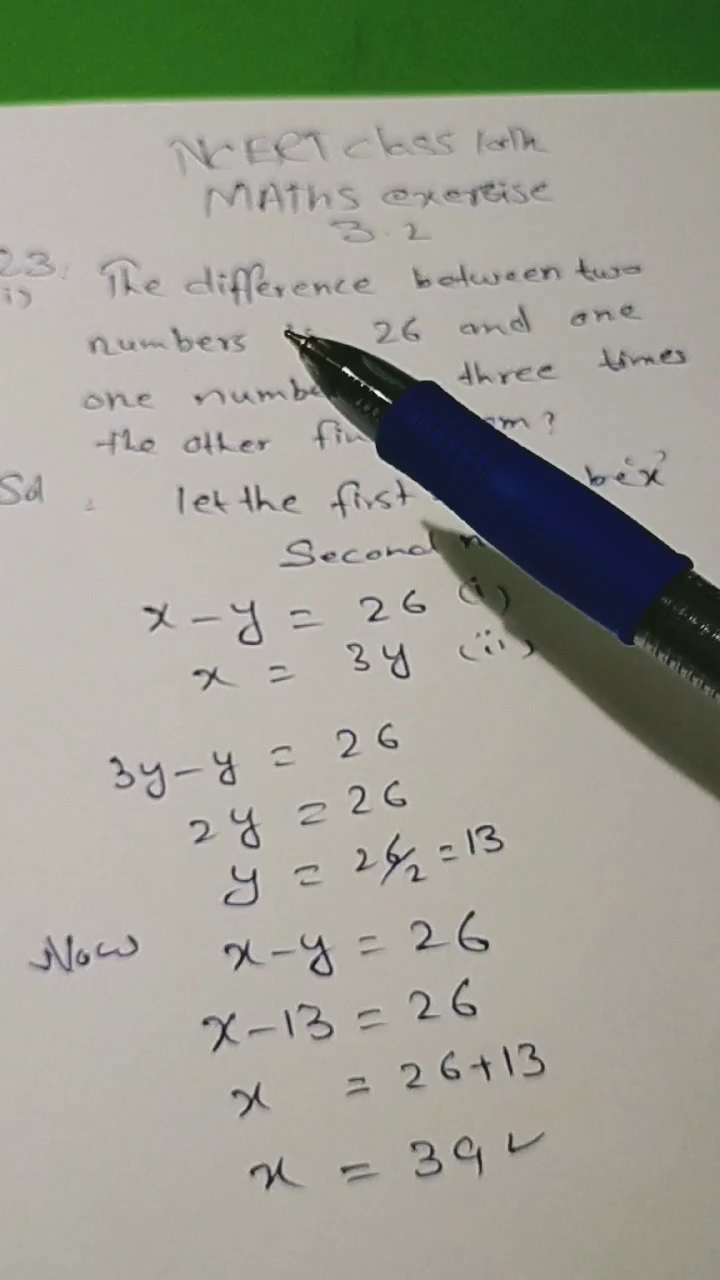 NCERT class 10th
MAths exercise
3.2
23.
i) The difference between two
numbers 26 and one
one three times
the other ?
Sol : let the first be 'x'
Second
x - y = 26 (i)
x = 3y (ii)
3y - y = 26
2y = 26
y = 26/2 = 13
Now x - y = 26
x - 13 = 26
x = 26 + 13
x = 39 ✓